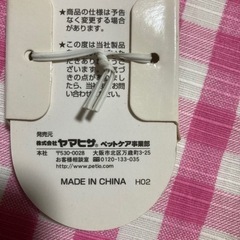 商品の仕様は予告
なく変更する場合
があります。
この度は当社製品
発売元
株式会社 ヤマヒサ ペットケア事業部
本社 〒530-0028
大阪市北区万歳町3-25
お客様相談室 0120-133-035
http://www.petio.com
MADE IN CHINA H02